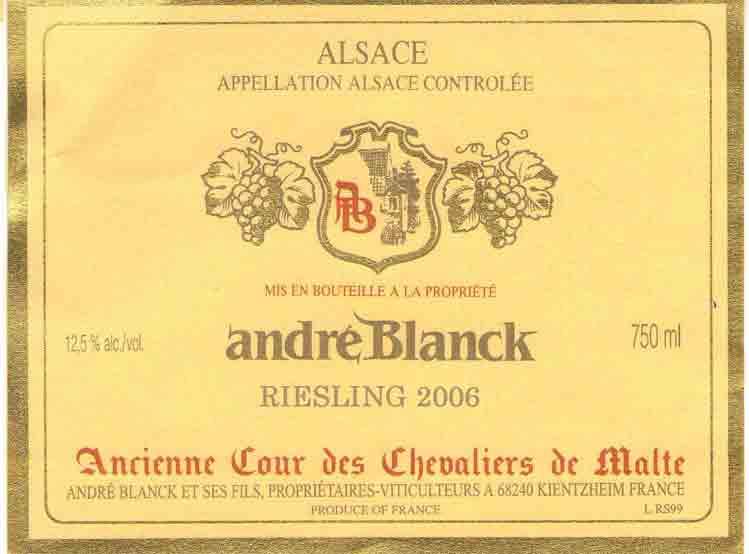 ALSACE
APPELLATION ALSACE CONTROLÉE
AB
MIS EN BOUTEILLE A LA PROPRIÉTÉ
12,5 % alc./vol.
andré Blanck
750 ml
RIESLING 2006
Ancienne Cour des Chevaliers de Malte
ANDRÉ BLANCK ET SES FILS, PROPRIÉTAIRES-VITICULTEURS A 68240 KIENTZHEIM FRANCE
PRODUCE OF FRANCE
L.RS99